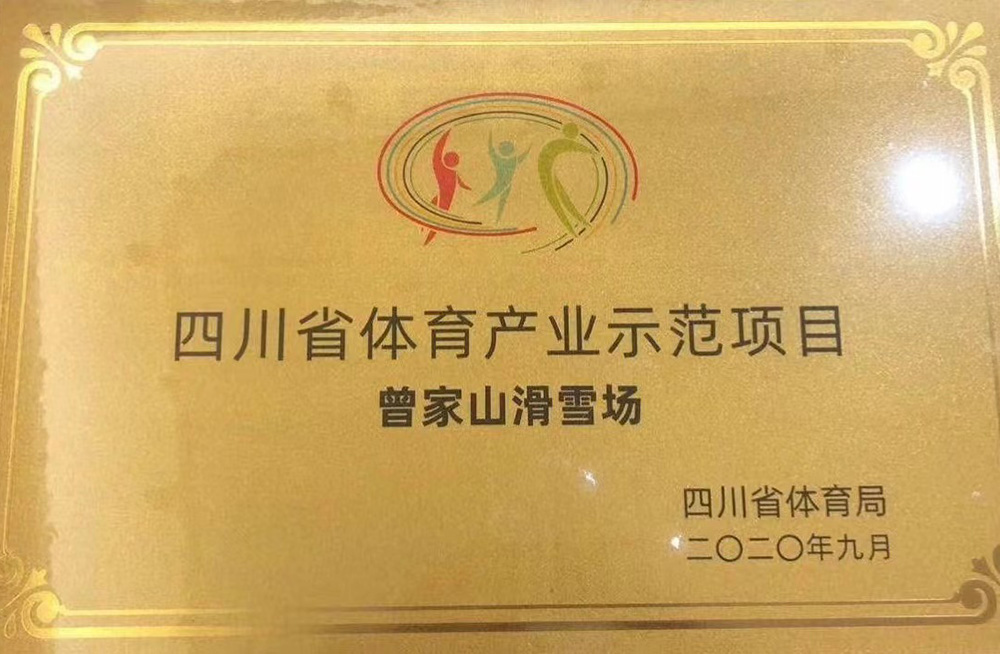 四川省体育产业示范项目
曾家山滑雪场
四川省体育局
二〇二〇年九月